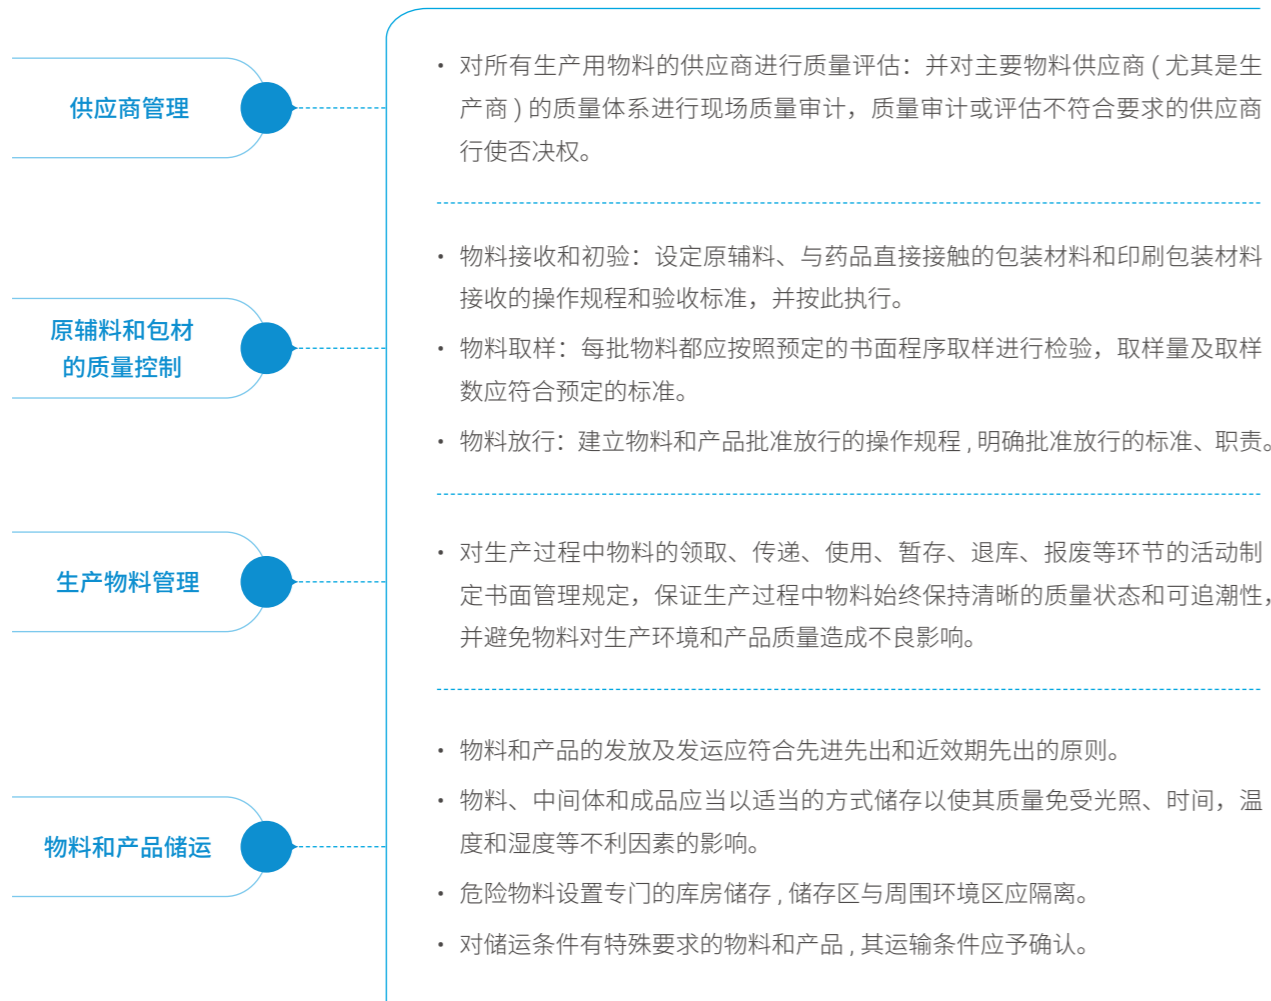 供应商管理
• 对所有生产用物料的供应商进行质量评估：并对主要物料供应商 ( 尤其是生
产商 ) 的质量体系进行现场质量审计，质量审计或评估不符合要求的供应商
行使否决权。
原辅料和包材
的质量控制
• 物料接收和初验：设定原辅料、与药品直接接触的包装材料和印刷包装材料
接收的操作规程和验收标准，并按此执行。
• 物料取样：每批物料都应按照预定的书面程序取样进行检验，取样量及取样
数应符合预定的标准。
• 物料放行：建立物料和产品批准放行的操作规程 , 明确批准放行的标准、职责。
生产物料管理
• 对生产过程中物料的领取、传递、使用、暂存、退库、报废等环节的活动制
定书面管理规定，保证生产过程中物料始终保持清晰的质量状态和可追潮性，
并避免物料对生产环境和产品质量造成不良影响。
物料和产品储运
• 物料和产品的发放及发运应符合先进先出和近效期先出的原则。
• 物料、中间体和成品应当以适当的方式储存以使其质量免受光照、时间，温
度和湿度等不利因素的影响。
• 危险物料设置专门的库房储存 , 储存区与周围环境区应隔离。
• 对储运条件有特殊要求的物料和产品 , 其运输条件应予确认。